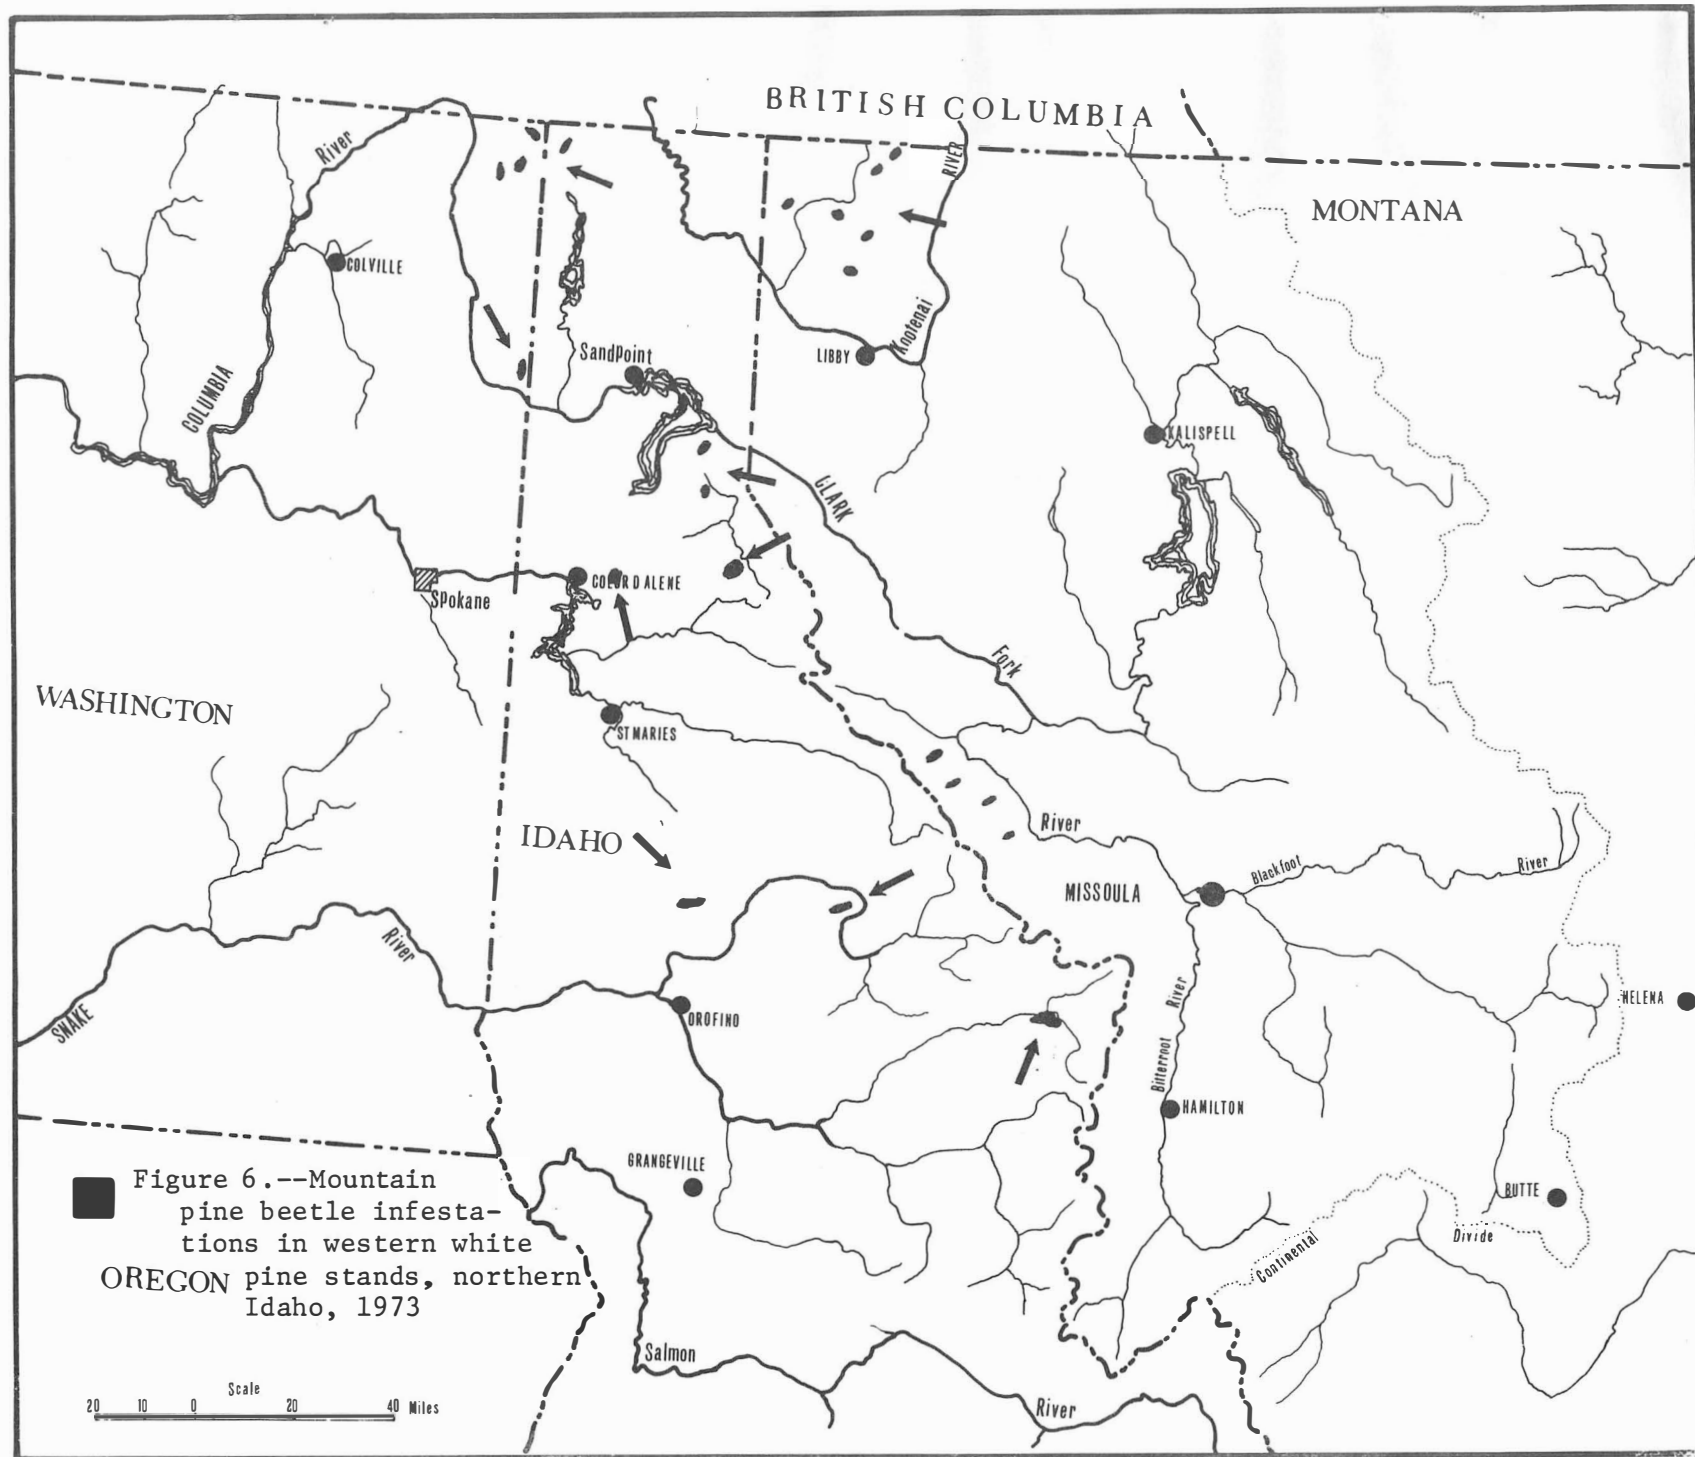 BRITISH COLUMBIA
River
RIVER
MONTANA
COLVILLE
Knotenai
Sandpoint
LIBBY
COLUMBIA
KALISPELL
CLARK
COEUR D ALENE
Spokane
Fork
WASHINGTON
ST MARIES
IDAHO
River
MISSOULA
Blackfoot
River
River
River
SNAKE
OROFINO
HELENA
Bitterroot
HAMILTON
GRANGEVILLE
BUTTE
Divide
Continental
Figure 6.--Mountain
pine beetle infesta-
tions in western white
OREGON pine stands, northern
Idaho, 1973
Salmon
River
Scale
20 10 0 20 40 Miles